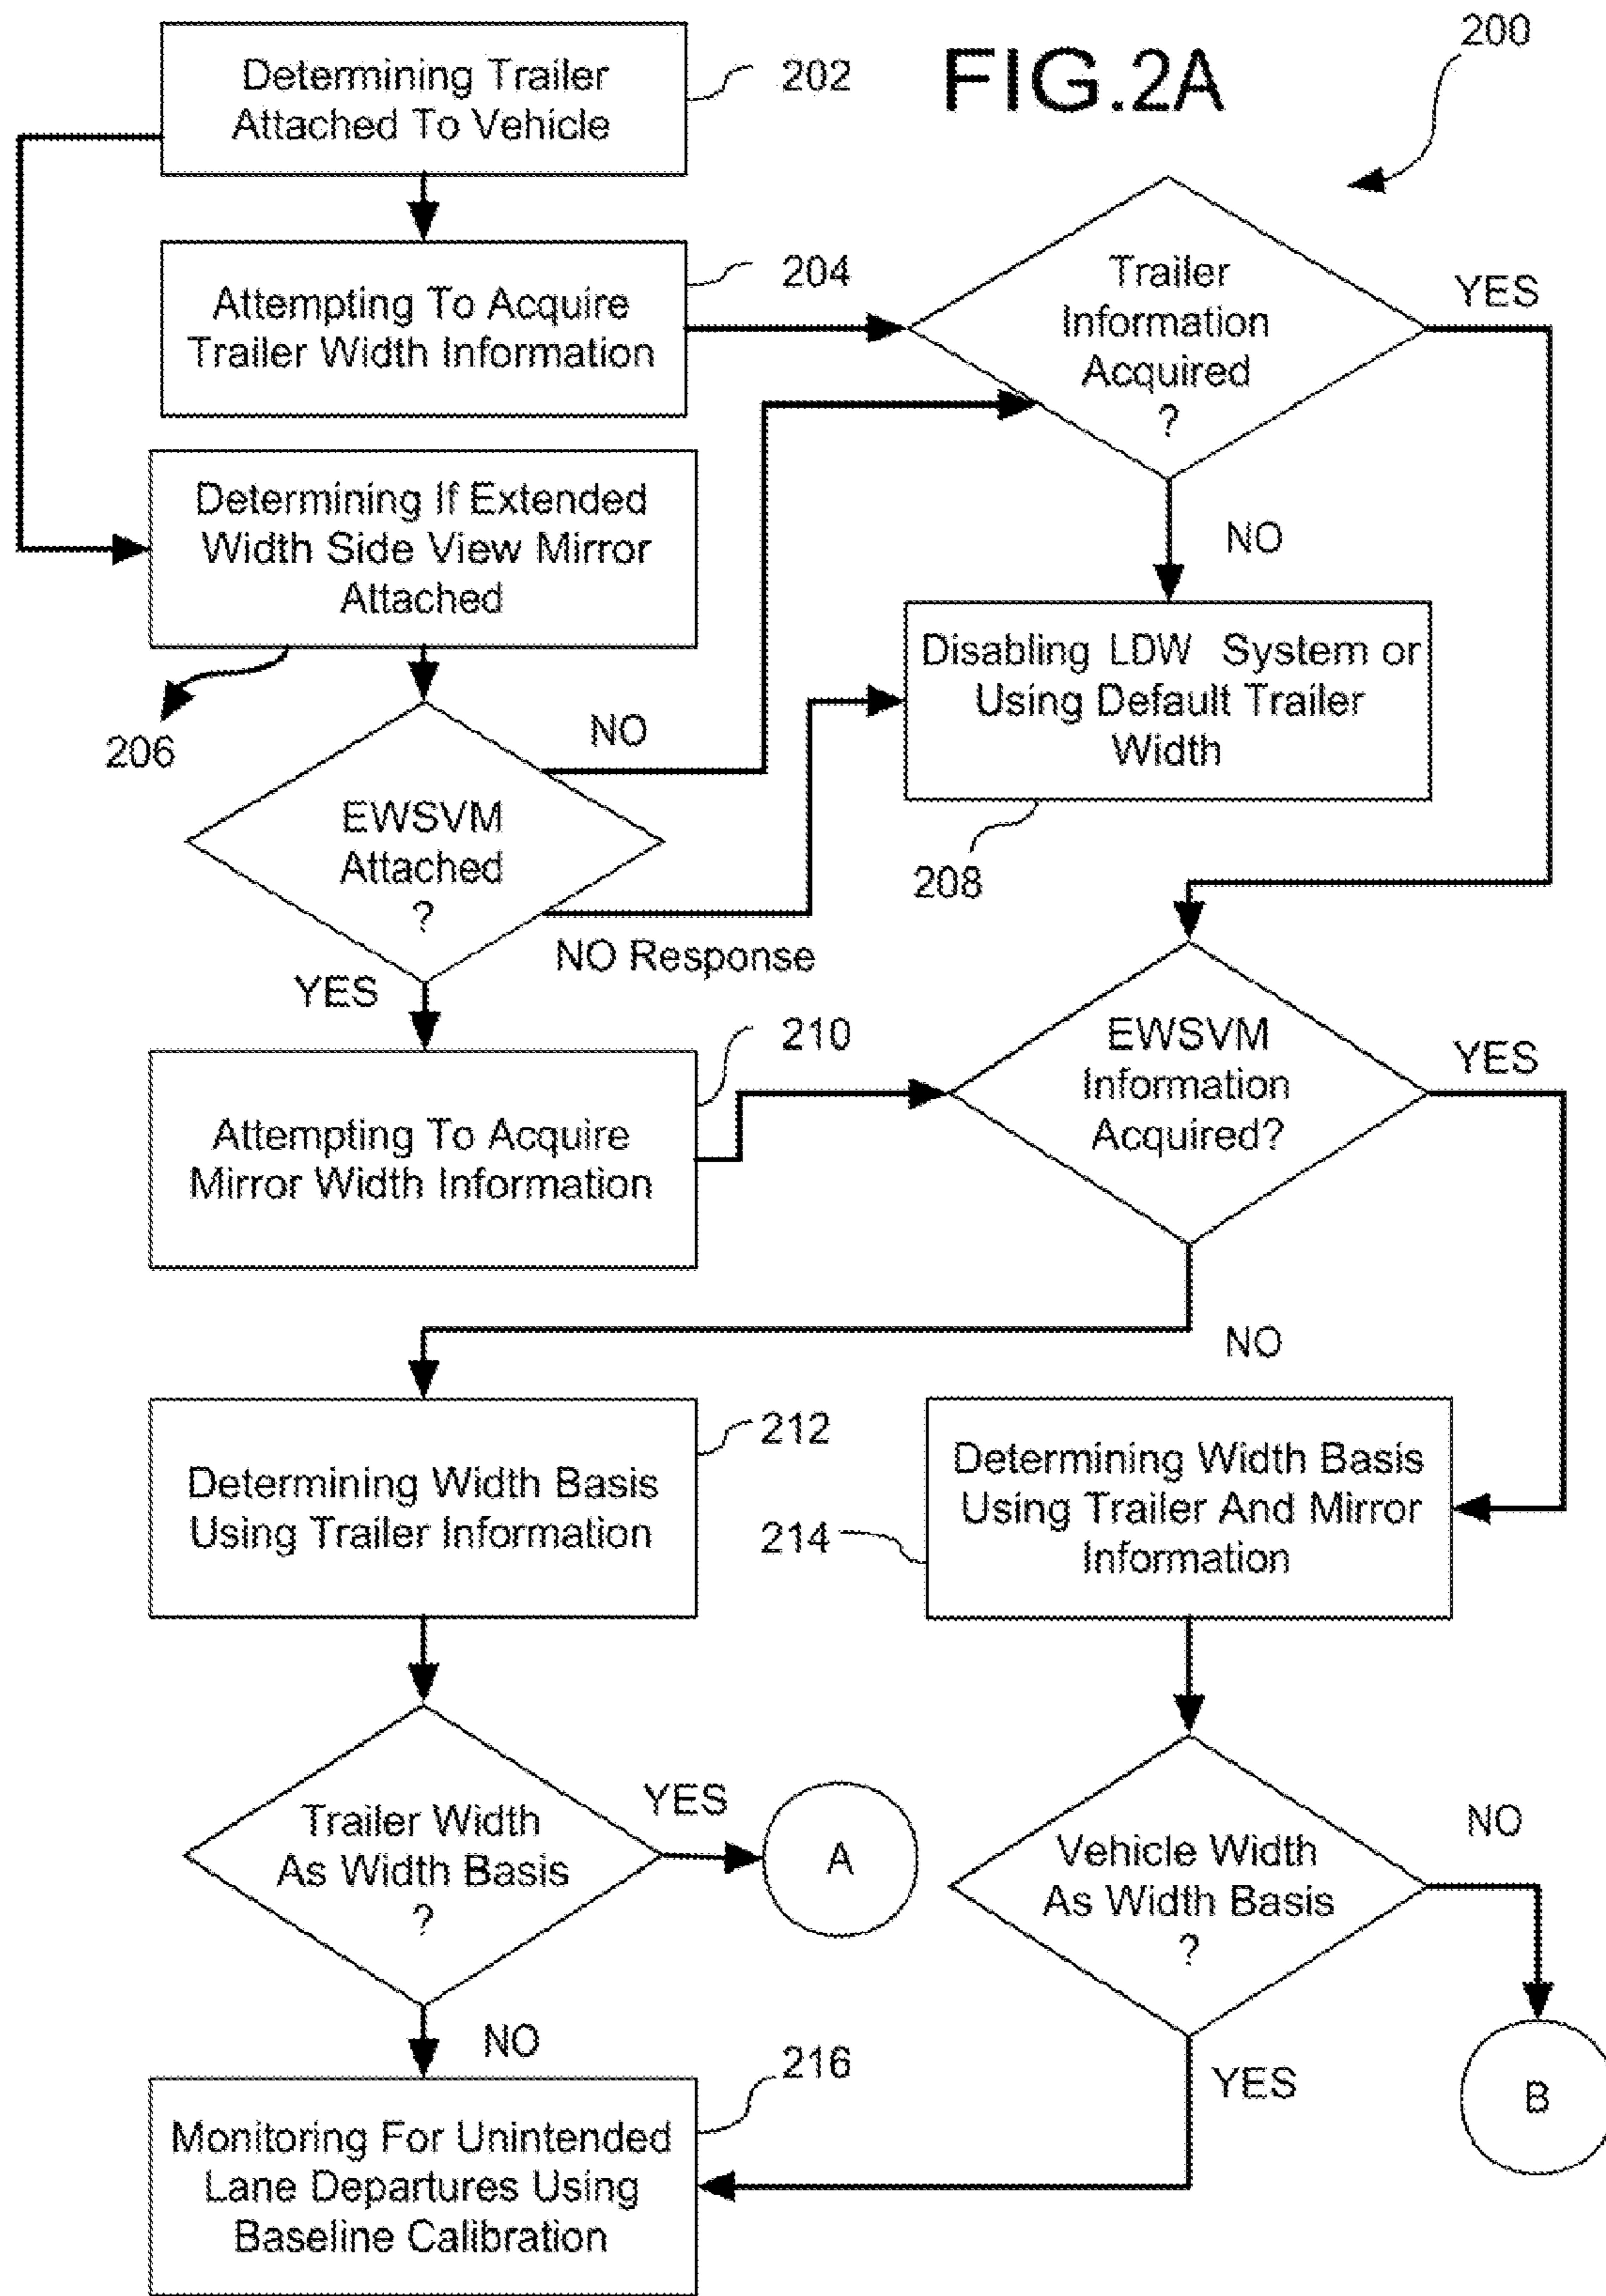 FIG.2A
200
Determining Trailer
Attached To Vehicle
202
Attempting To Acquire
Trailer Width Information
204
Trailer
Information
Acquired
?
YES
NO
Determining If Extended
Width Side View Mirror
Attached
206
Disabling LDW System or
Using Default Trailer
Width
208
EWSVM
Attached
?
NO
NO Response
YES
Attempting To Acquire
Mirror Width Information
210
EWSVM
Information
Acquired?
YES
NO
Determining Width Basis
Using Trailer Information
212
Determining Width Basis
Using Trailer And Mirror
Information
214
Trailer Width
As Width Basis
?
YES
A
NO
Vehicle Width
As Width Basis
?
NO
B
YES
Monitoring For Unintended
Lane Departures Using
Baseline Calibration
216